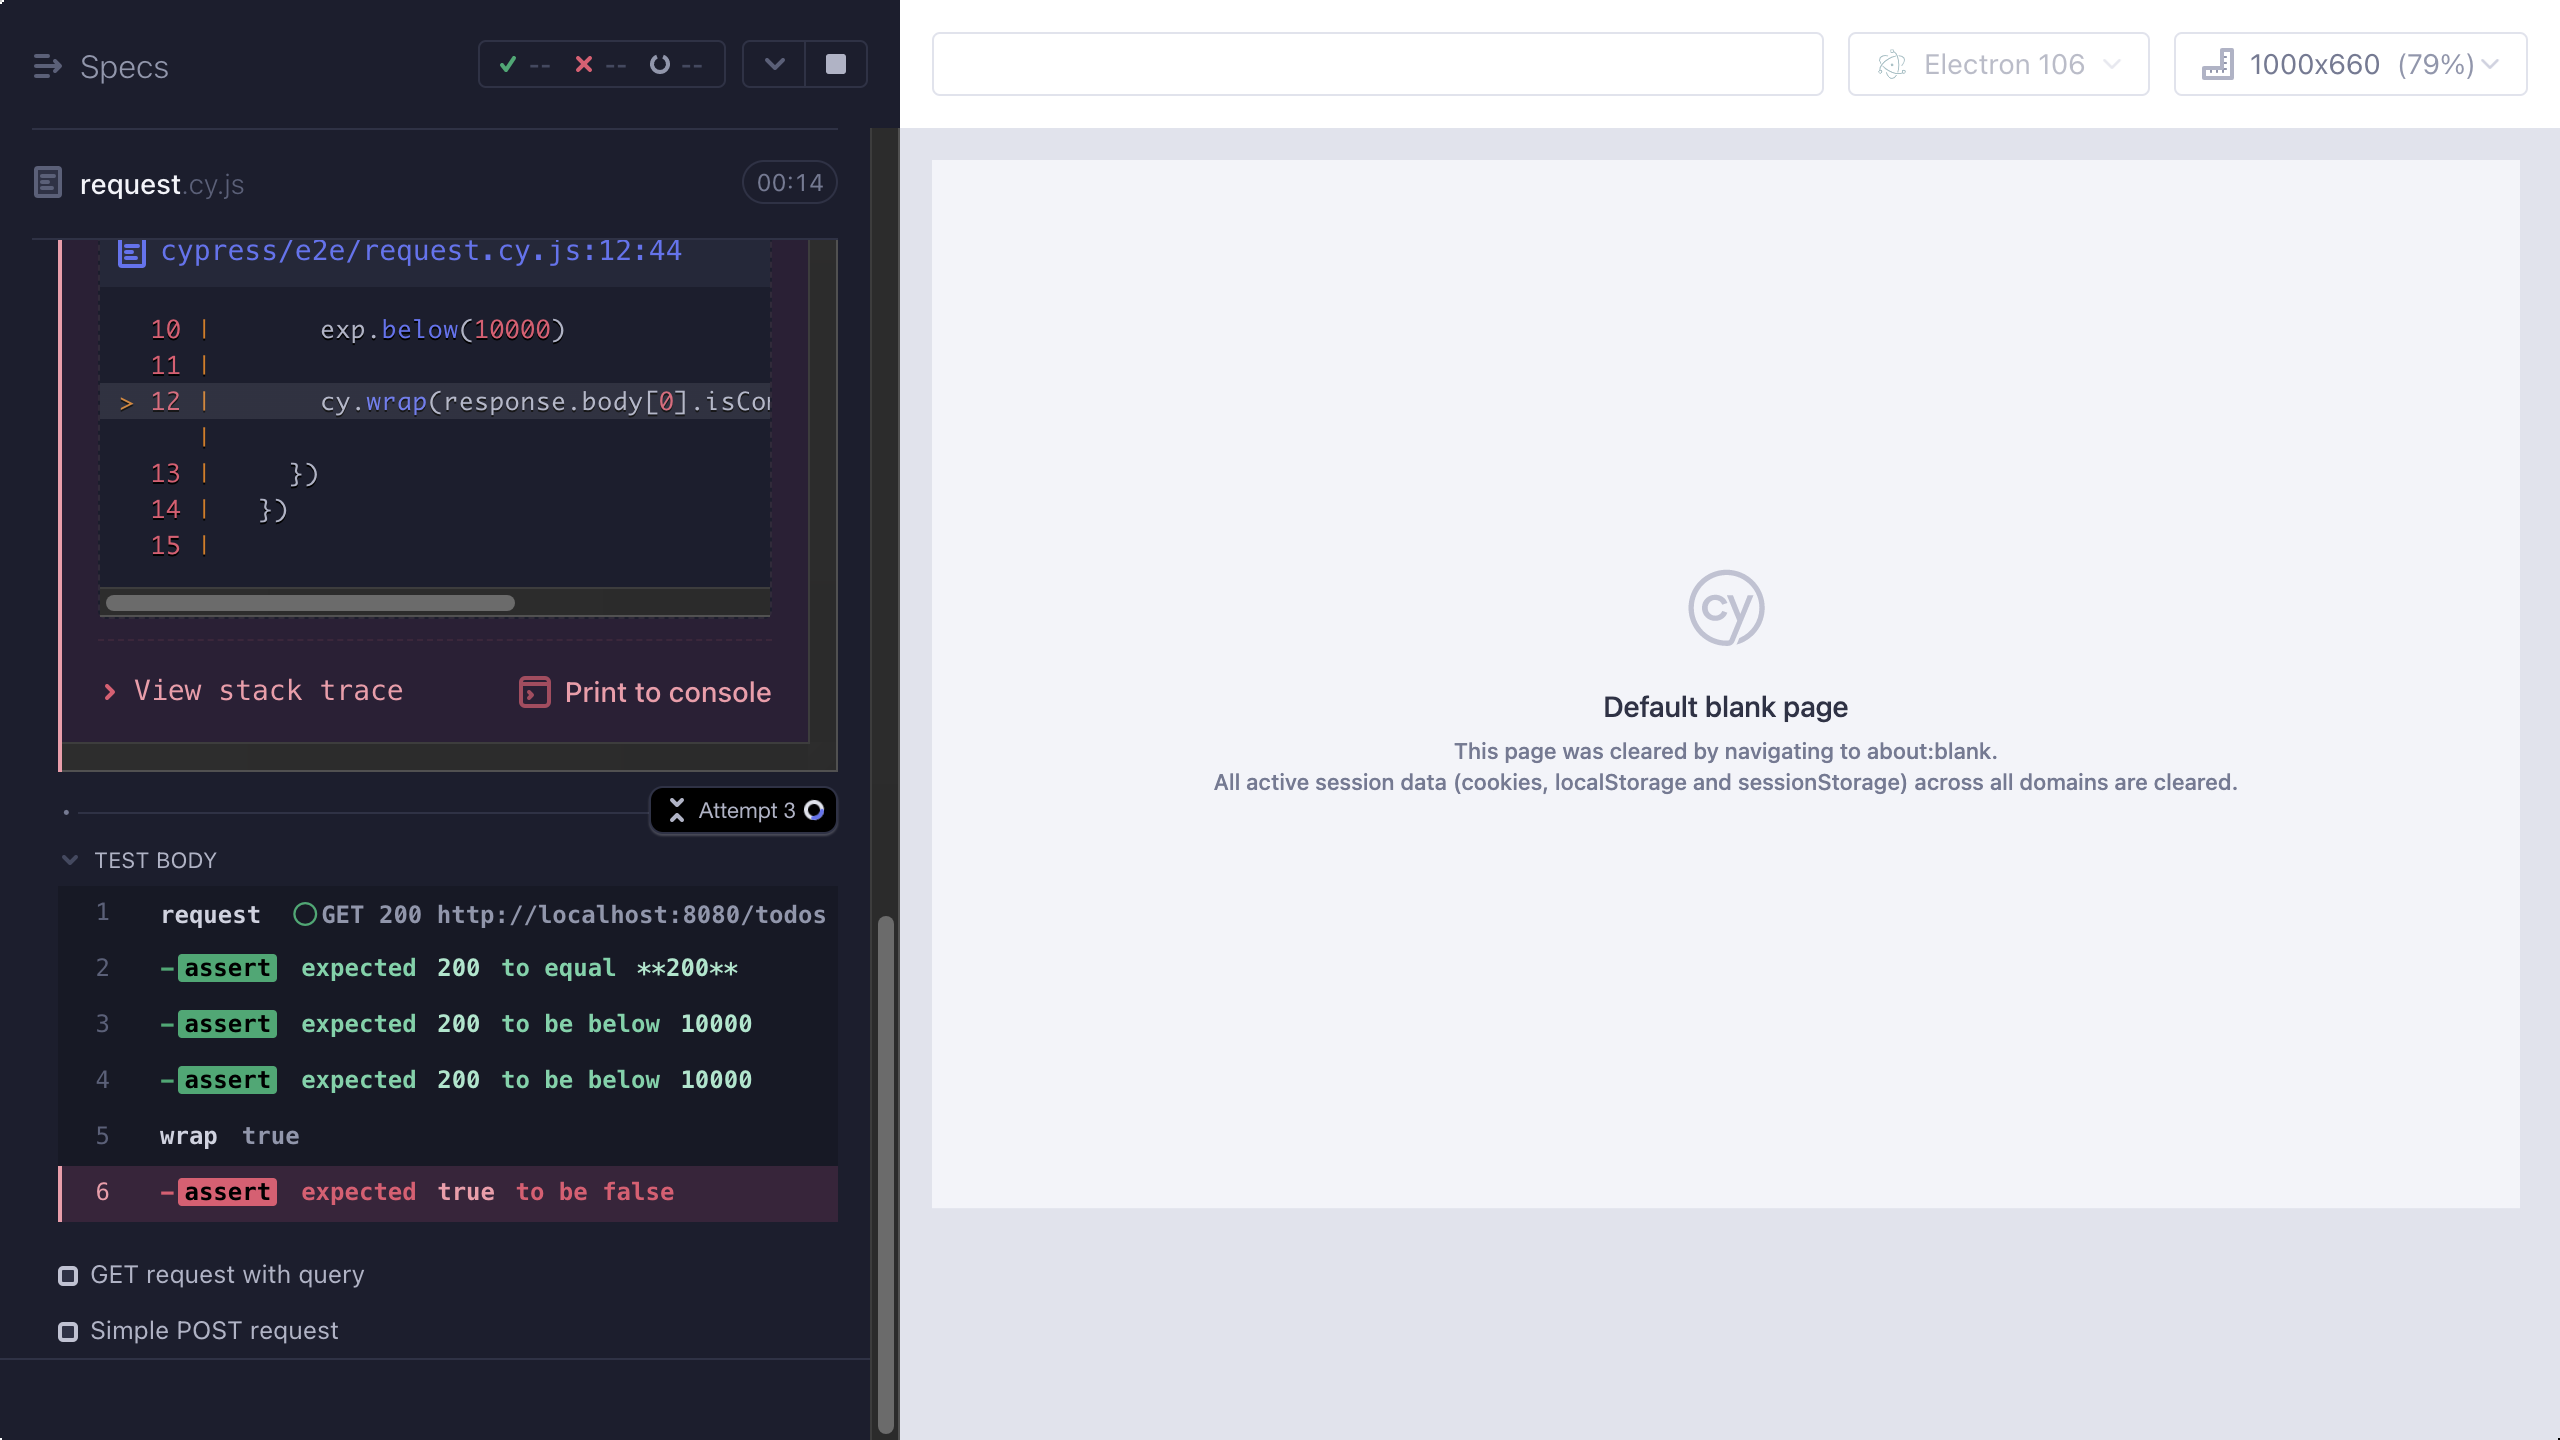 Specs
-- -- --
request.cy.js
00:14
cypress/e2e/request.cy.js:12:44
10 | exp.below(10000)
11 |
> 12 | cy.wrap(response.body[0].isCo
|
13 | })
14 | })
15 |
> View stack trace
Print to console
Attempt 3
TEST BODY
1 request GET 200 http://localhost:8080/todos
2 -assert expected 200 to equal **200**
3 -assert expected 200 to be below 10000
4 -assert expected 200 to be below 10000
5 wrap true
6 -assert expected true to be false
GET request with query
Simple POST request
Electron 106
1000x660 (79%)
cy
Default blank page
This page was cleared by navigating to about:blank.
All active session data (cookies, localStorage and sessionStorage) across all domains are cleared.